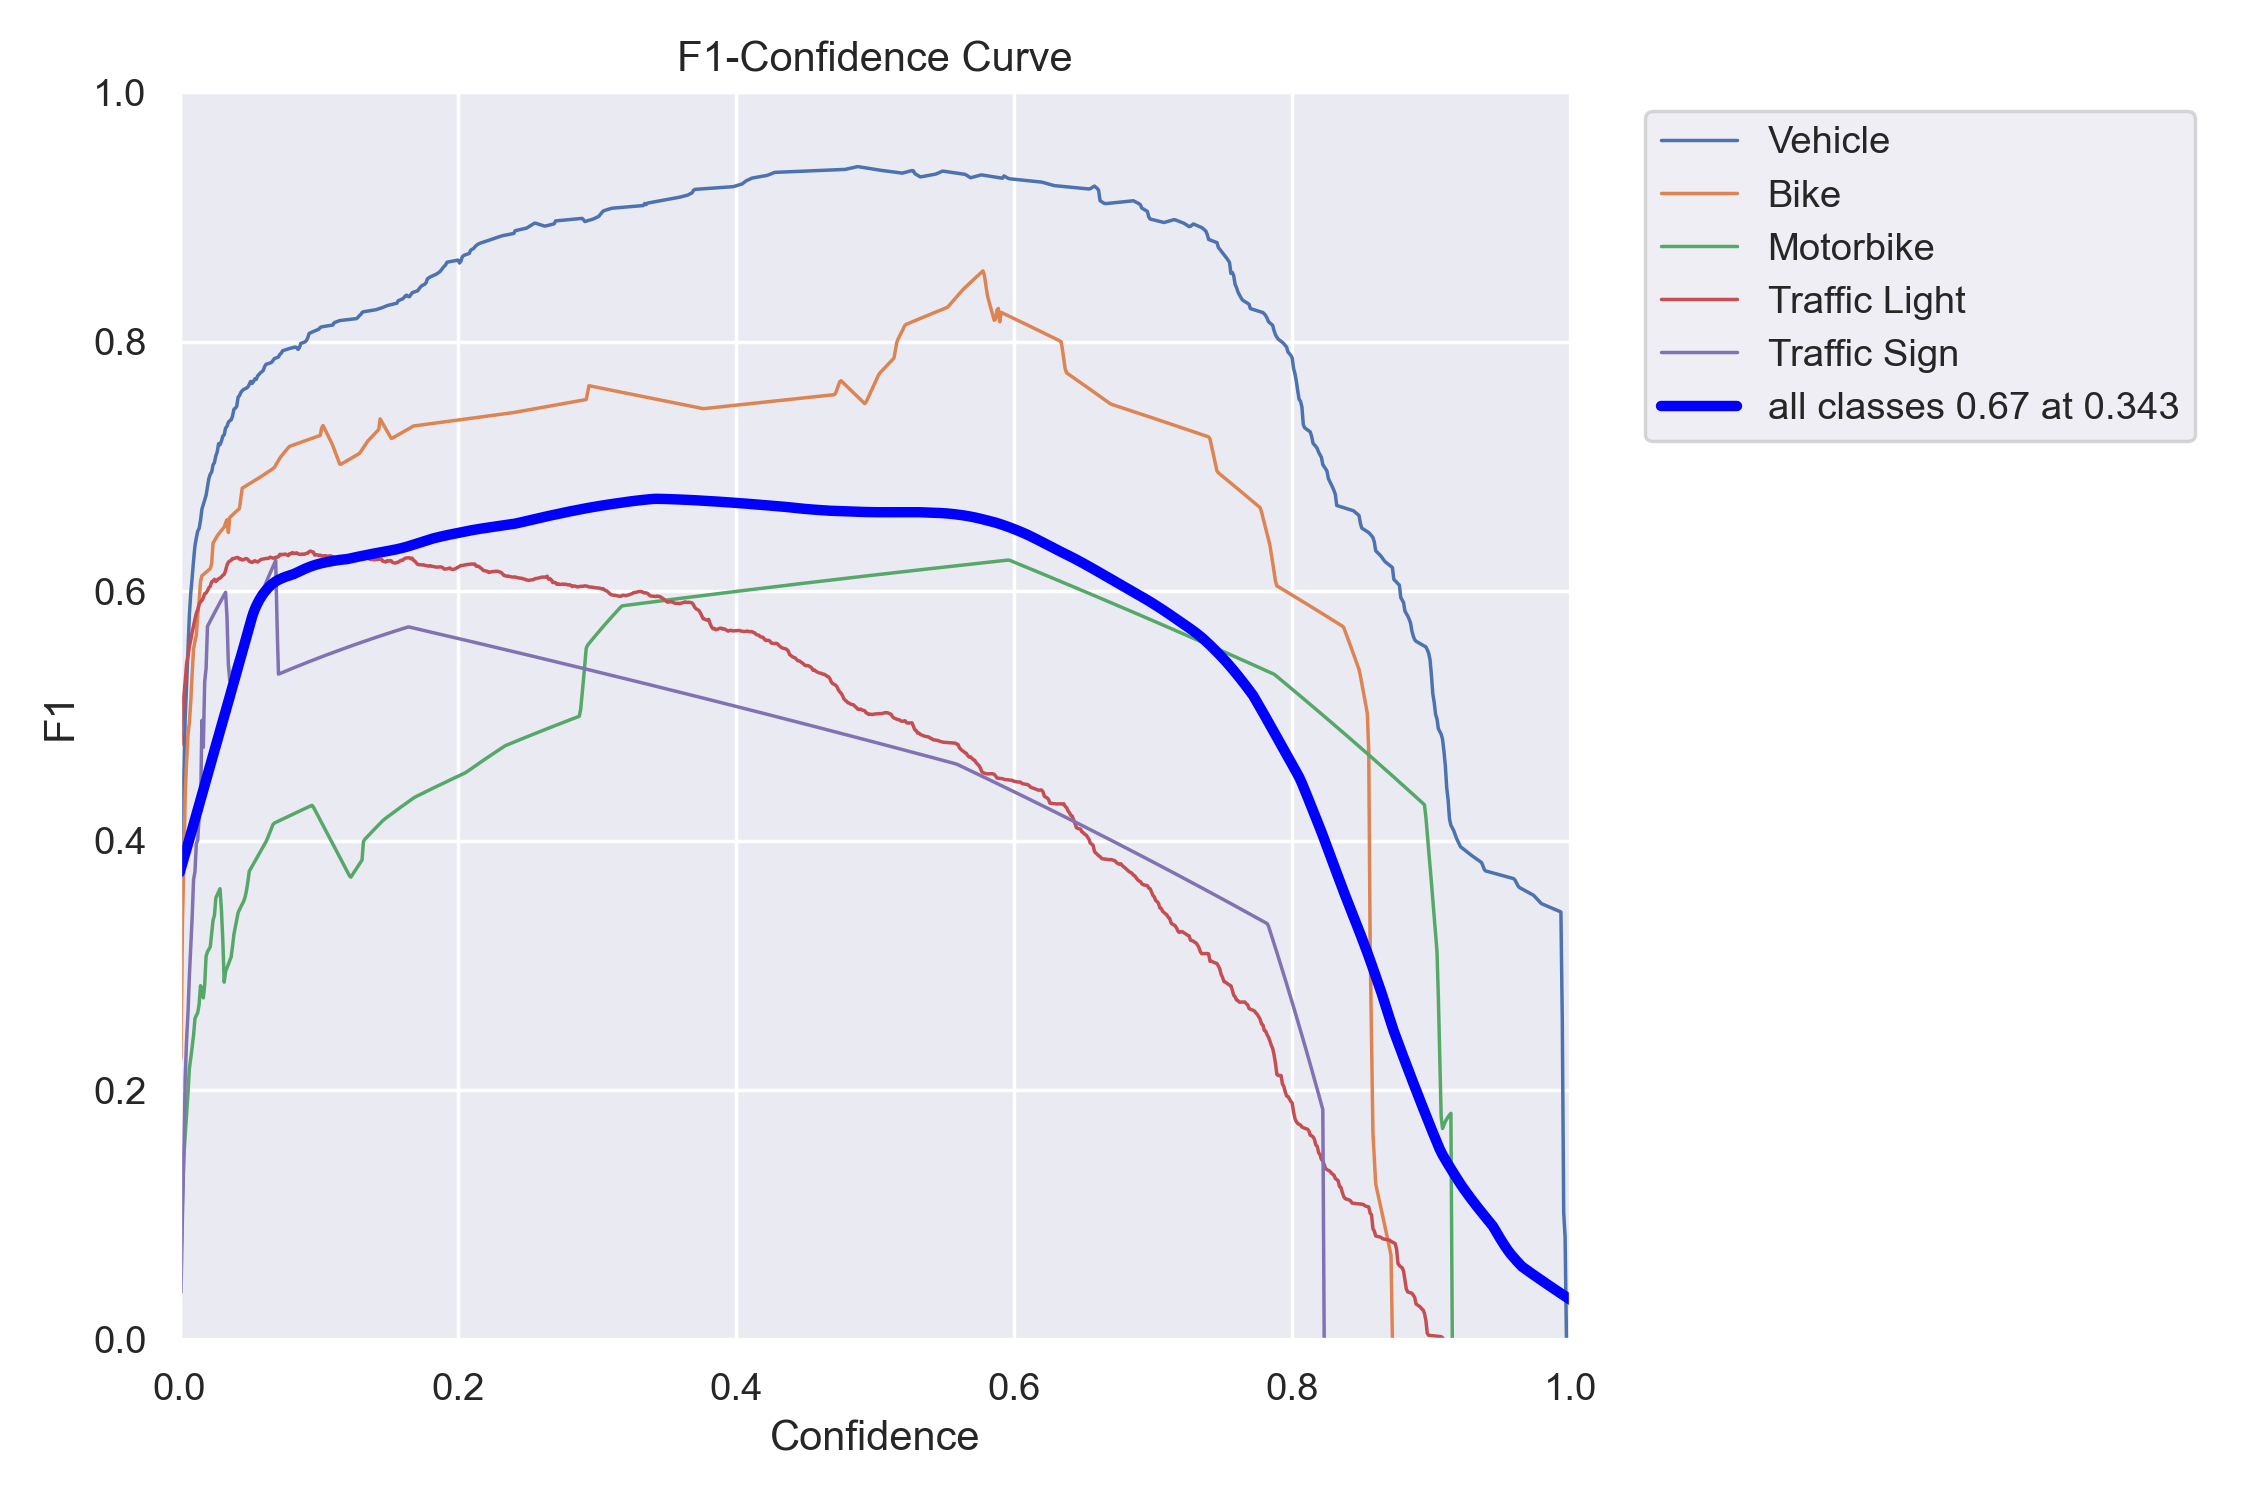 F1-Confidence Curve
1.0
0.8
0.6
0.4
0.2
0.0
F1
0.0 0.2 0.4 0.6 0.8 1.0
Confidence
Vehicle
Bike
Motorbike
Traffic Light
Traffic Sign
all classes 0.67 at 0.343